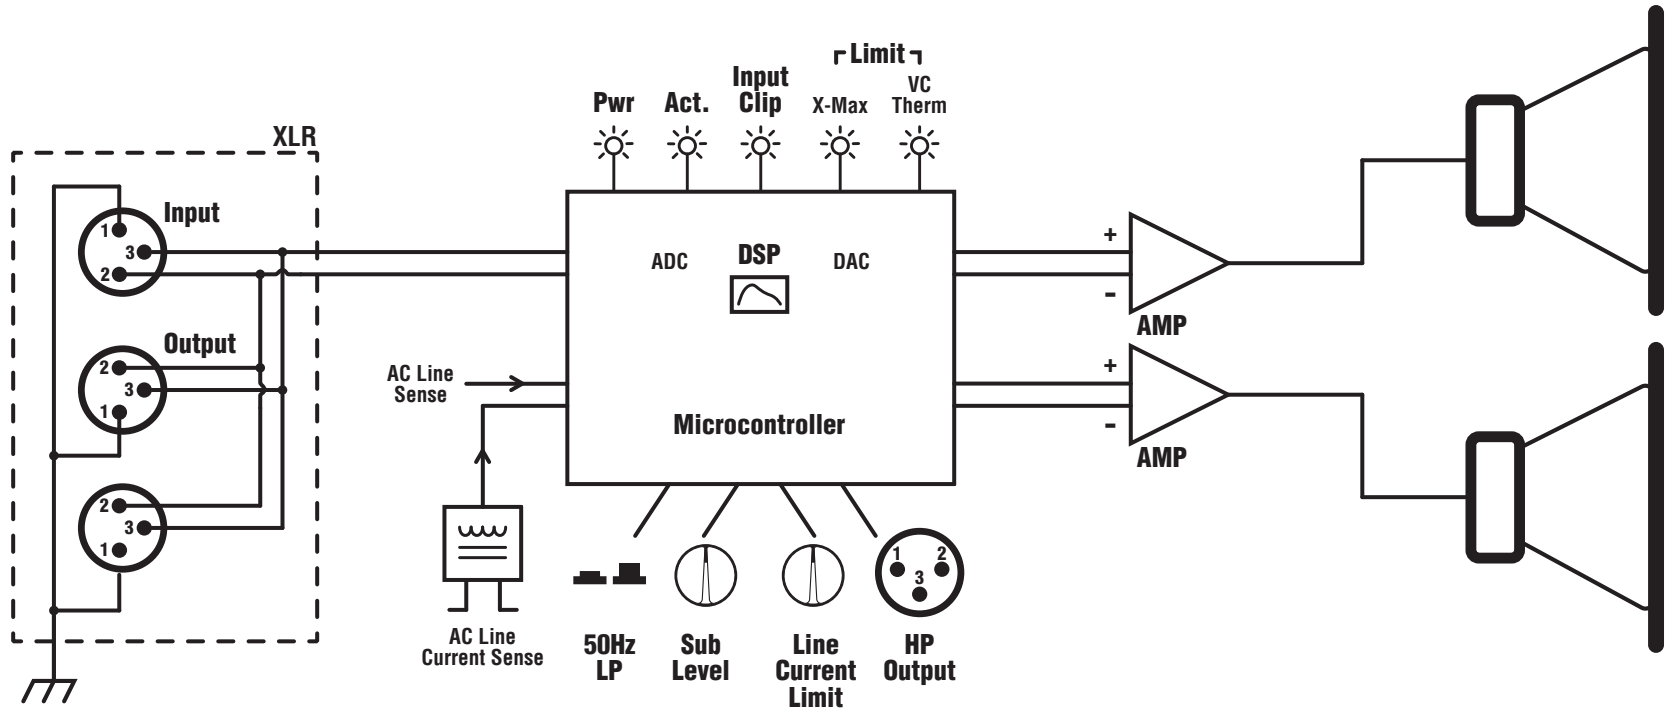 XLR
Input
1
3
2
Output
2
3
1
2
3
1
Pwr
Act.
Input
Clip
Limit
X-Max
VC
Therm
ADC
DSP
DAC
Microcontroller
AC Line
Sense
AC Line
Current Sense
50Hz
LP
Sub
Level
Line
Current
Limit
1
2
3
HP
Output
+
-
AMP
+
-
AMP